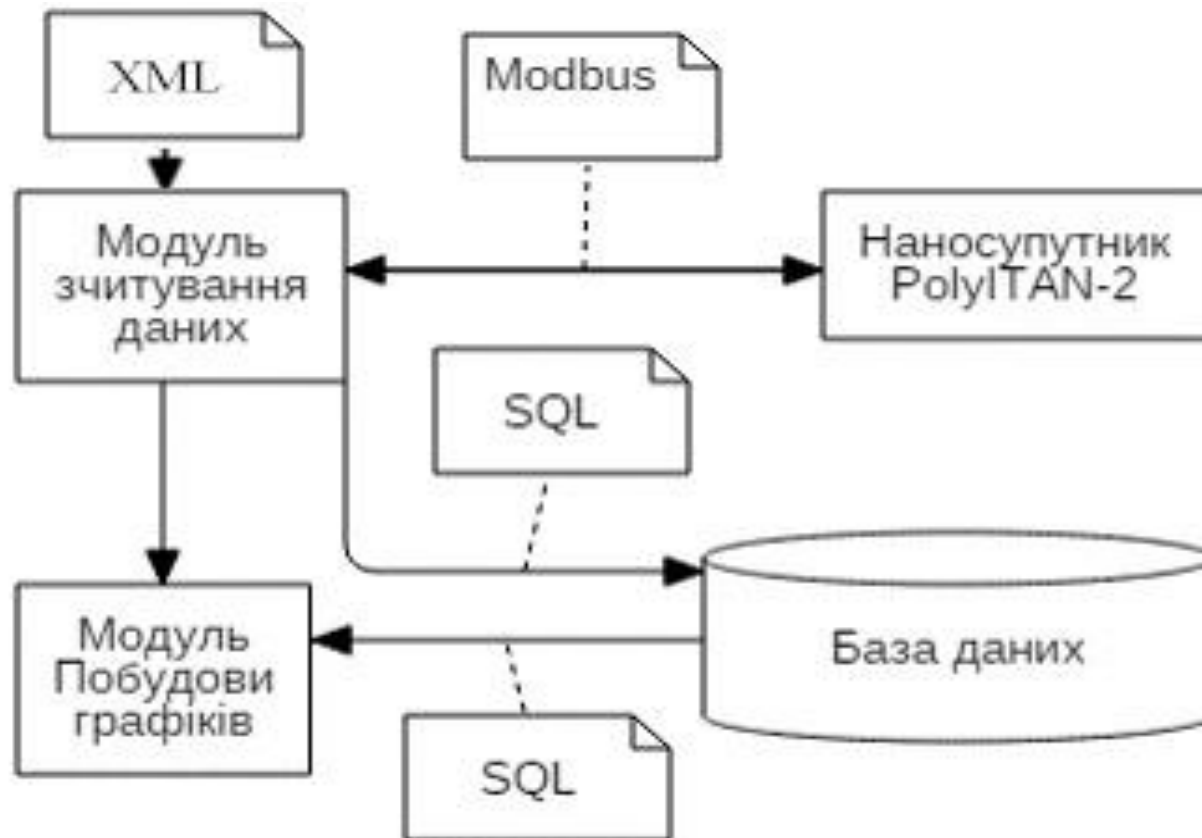 XML
Modbus
Модуль
зчитування
даних
Наносупутник
PolyITAN-2
SQL
База даних
Модуль
Побудови
графіків
SQL